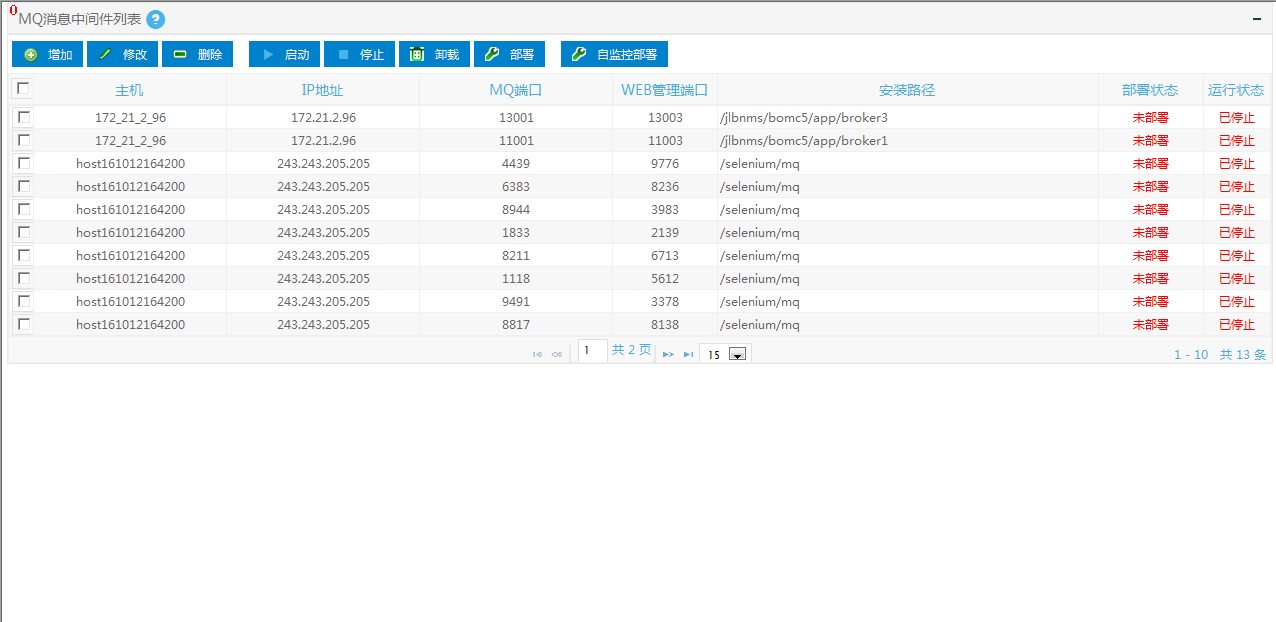 0
MQ消息中间件列表 ?
增加 修改 删除 启动 停止 卸载 部署 自监控部署
主机 IP地址 MQ端口 WEB管理端口 安装路径 部署状态 运行状态
172_21_2_96 172.21.2.96 13001 13003 /jlbnms/bomc5/app/broker3 未部署 已停止
172_21_2_96 172.21.2.96 11001 11003 /jlbnms/bomc5/app/broker1 未部署 已停止
host161012164200 243.243.205.205 4439 9776 /selenium/mq 未部署 已停止
host161012164200 243.243.205.205 6383 8236 /selenium/mq 未部署 已停止
host161012164200 243.243.205.205 8944 3983 /selenium/mq 未部署 已停止
host161012164200 243.243.205.205 1833 2139 /selenium/mq 未部署 已停止
host161012164200 243.243.205.205 8211 6713 /selenium/mq 未部署 已停止
host161012164200 243.243.205.205 1118 5612 /selenium/mq 未部署 已停止
host161012164200 243.243.205.205 9491 3378 /selenium/mq 未部署 已停止
host161012164200 243.243.205.205 8817 8138 /selenium/mq 未部署 已停止
1 共 2 页 15 1 - 10 共 13 条